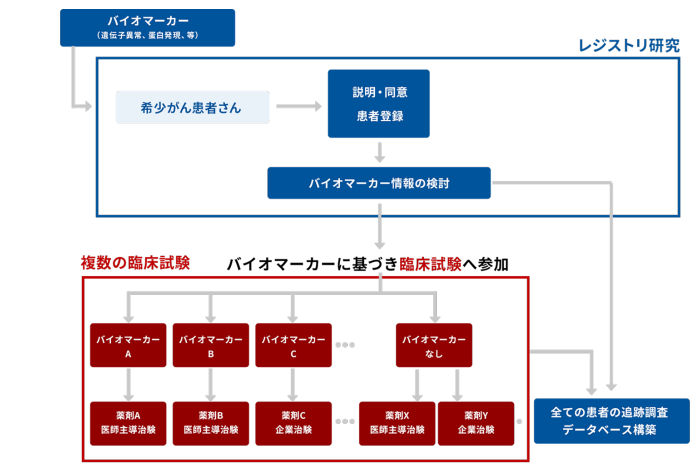 バイオマーカー
（遺伝子異常、蛋白発現、等）
レジストリ研究
希少がん患者さん
説明・同意
患者登録
バイオマーカー情報の検討
複数の臨床試験
バイオマーカーに基づき臨床試験へ参加
バイオマーカー
A
バイオマーカー
B
バイオマーカー
C
バイオマーカー
なし
薬剤A
医師主導治験
薬剤B
医師主導治験
薬剤C
企業治験
薬剤X
医師主導治験
薬剤Y
企業治験
全ての患者の追跡調査
データベース構築